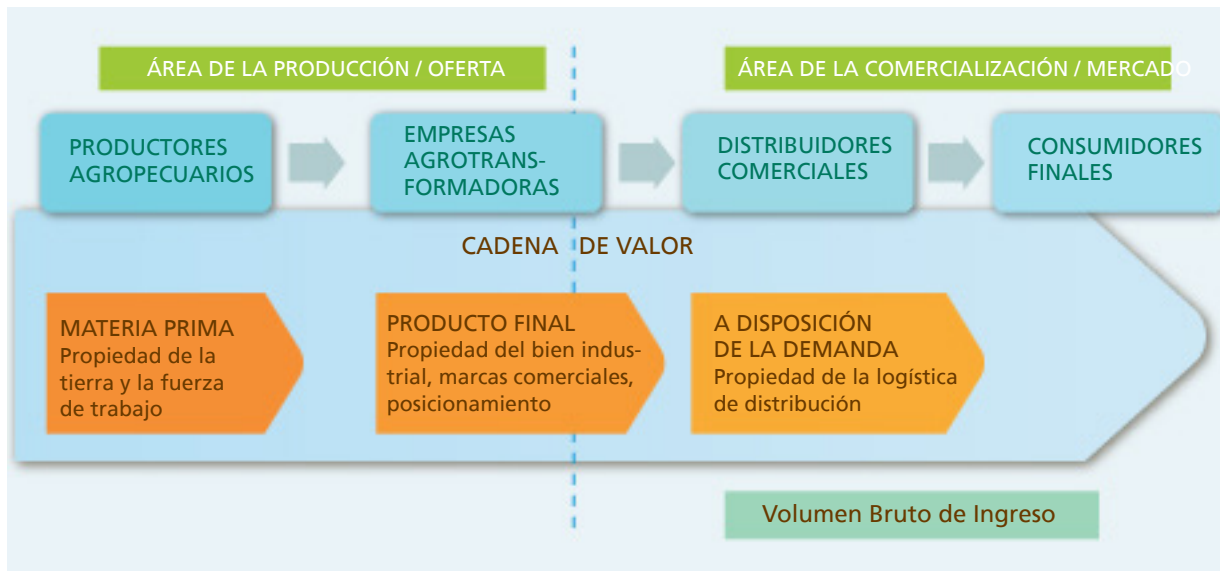 ÁREA DE LA PRODUCCIÓN / OFERTA
ÁREA DE LA COMERCIALIZACIÓN / MERCADO
PRODUCTORES
AGROPECUARIOS
EMPRESAS
AGROTRANS-
FORMADORAS
DISTRIBUIDORES
COMERCIALES
CONSUMIDORES
FINALES
CADENA DE VALOR
MATERIA PRIMA
Propiedad de la
tierra y la fuerza
de trabajo
PRODUCTO FINAL
Propiedad del bien indus-
trial, marcas comerciales,
posicionamiento
A DISPOSICIÓN
DE LA DEMANDA
Propiedad de la logística
de distribución
Volumen Bruto de Ingreso